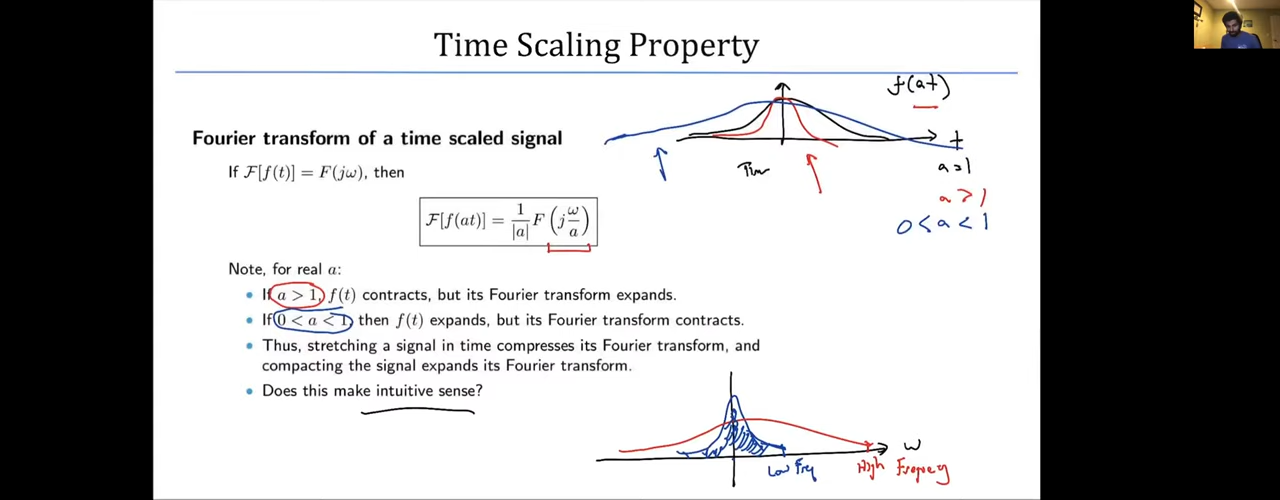 Time Scaling Property
f(at)
Fourier transform of a time scaled signal
t
If F[f(t)] = F(jω), then
Time
a=1
a > 1
0 < a < 1
F[f(at)] = 1/|a| F (j ω/a)
Note, for real a:
• If a > 1, f(t) contracts, but its Fourier transform expands.
• If 0 < a < 1, then f(t) expands, but its Fourier transform contracts.
• Thus, stretching a signal in time compresses its Fourier transform, and
compacting the signal expands its Fourier transform.
• Does this make intuitive sense?
ω
Low Freq
High Freqency